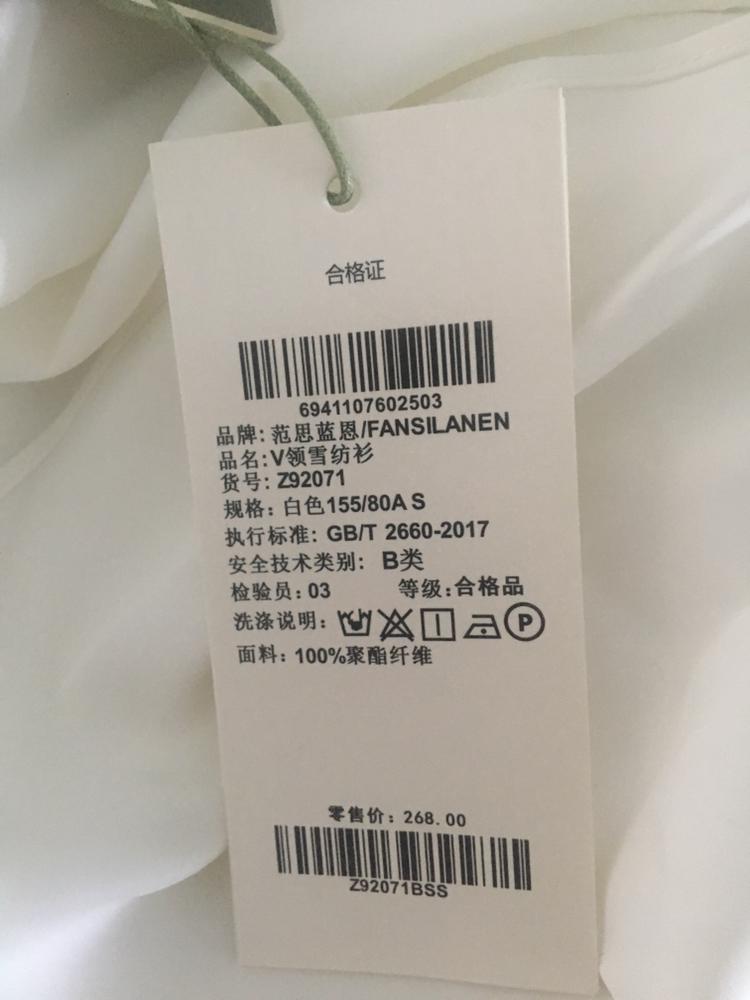 合格证
6941107602503
品牌: 范思蓝恩/FANSILANEN
品名: V领雪纺衫
货号: Z92071
规格: 白色155/80A S
执行标准: GB/T 2660-2017
安全技术类别: B类
检验员: 03 等级: 合格品
洗涤说明: P
面料: 100%聚酯纤维
零售价: 268.00
Z92071BSS